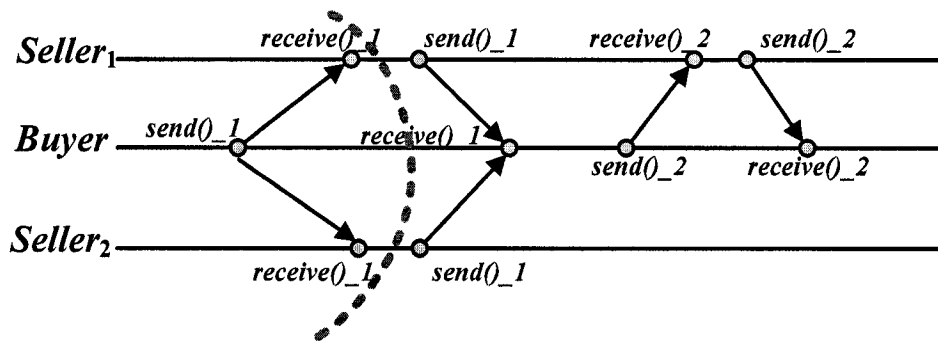 receive()_1 send()_1 receive()_2 send()_2
Seller1
send()_1
Buyer
receive()_1
send()_2 receive()_2
Seller2
receive()_1 send()_1